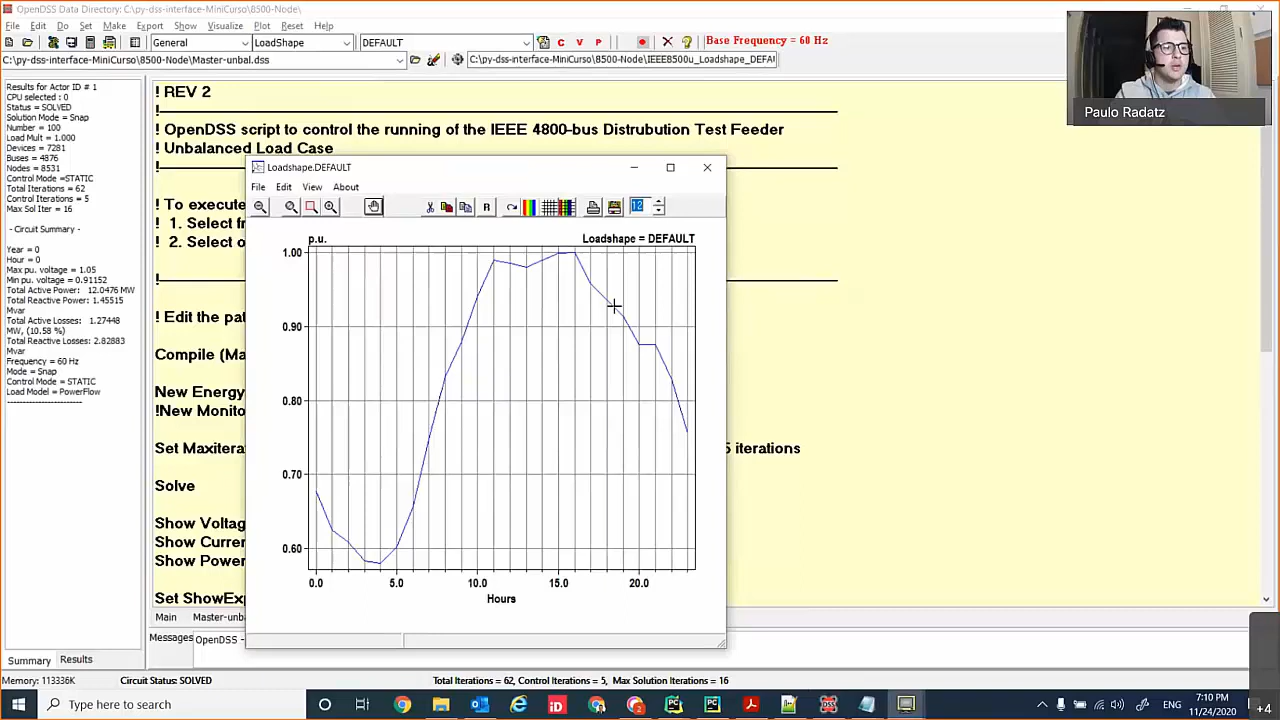 OpenDSS Data Directory: C:\py-dss-interface-MiniCurso\8500-Node\
File Edit Do Set Make Export Show Visualize Plot Reset Help
General LoadShape DEFAULT C V P Base Frequency = 60 Hz
C:\py-dss-interface-MiniCurso\8500-Node\Master-unbal.dss C:\py-dss-interface-MiniCurso\8500-Node\IEEE8500u_Loadshape_DEFAU
Paulo Radatz
Results for Actor ID # 1
CPU selected : 0
Status = SOLVED
Solution Mode = Snap
Number = 100
Load Mult = 1.000
Devices = 7281
Buses = 4876
Nodes = 8531
Control Mode =STATIC
Total Iterations = 62
Control Iterations = 5
Max Sol Iter = 16
- Circuit Summary -
Year = 0
Hour = 0
Max pu. voltage = 1.05
Min pu. voltage = 0.91152
Total Active Power: 12.0476 MW
Total Reactive Power: 1.45515
Mvar
Total Active Losses: 1.27448
MW, (10.58 %)
Total Reactive Losses: 2.82883
Mvar
Frequency = 60 Hz
Mode = Snap
Control Mode = STATIC
Load Model = PowerFlow
-----------------------
Summary Results
! REV 2
! OpenDSS script to control the running of the IEEE 4800-bus Distrubution Test Feeder
! Unbalanced Load Case
! To execute
! 1. Select
! 2. Select
! Edit the
Compile
New Energy
!New Monito
Set Maxitera iterations
Solve
Show Voltag
Show Curren
Show Power
Set ShowExp
Main Master-unba
Messages OpenDSS -
Loadshape.DEFAULT
File Edit View About
R 12
p.u. Loadshape = DEFAULT
1.00
0.90
0.80
0.70
0.60
0.0 5.0 10.0 15.0 20.0
Hours
Memory: 113336K Circuit Status: SOLVED Total Iterations = 62, Control Iterations = 5, Max Solution Iterations = 16
Type here to search
ENG
7:10 PM
11/24/2020
+4